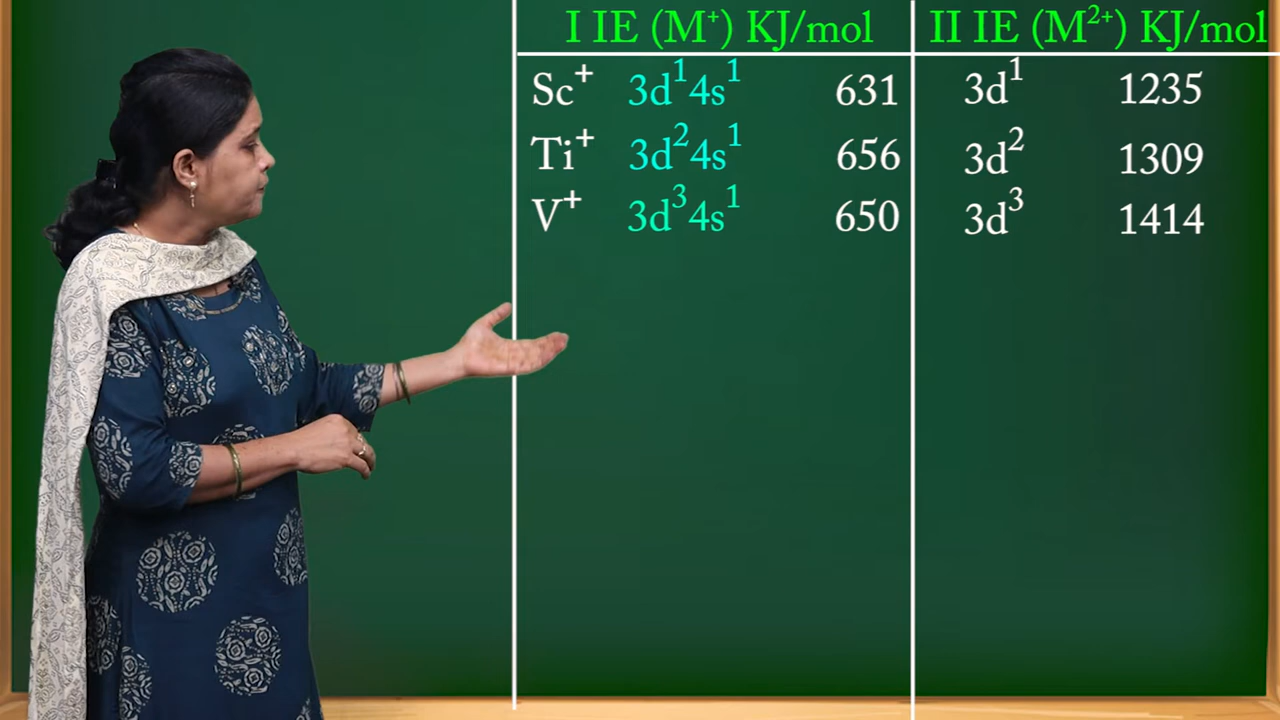 I IE (M⁺) KJ/mol II IE (M²⁺) KJ/mol
Sc⁺ 3d¹4s¹ 631 3d¹ 1235
Ti⁺ 3d²4s¹ 656 3d² 1309
V⁺ 3d³4s¹ 650 3d³ 1414